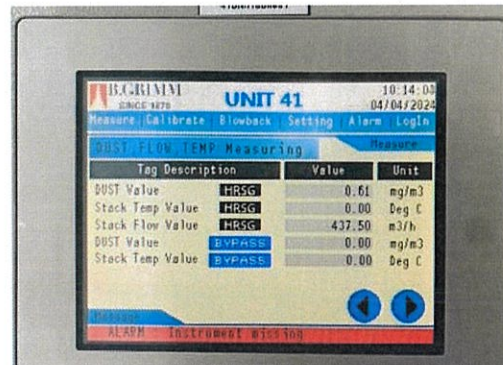 B.GRIMM
SINCE 1878
UNIT 41
10:14:03
04/04/2024
Measure Calibrate Blowback Setting Alarm LogIn
DUST,FLOW,TEMP Measuring
Measure
Tag Description Value Unit
DUST Value HRSG 0.61 mg/m3
Stack Temp Value HRSG 0.00 Deg C
Stack Flow Value HRSG 437.50 m3/h
DUST Value BYPASS 0.00 mg/m3
Stack Temp Value BYPASS 0.00 Deg C
Message
ALARM Instrument missing